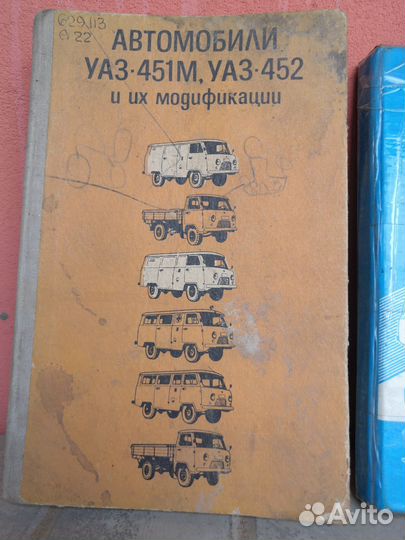 629.113
А 22
АВТОМОБИЛИ
УАЗ-451М, УАЗ-452
и их модификации
Avito